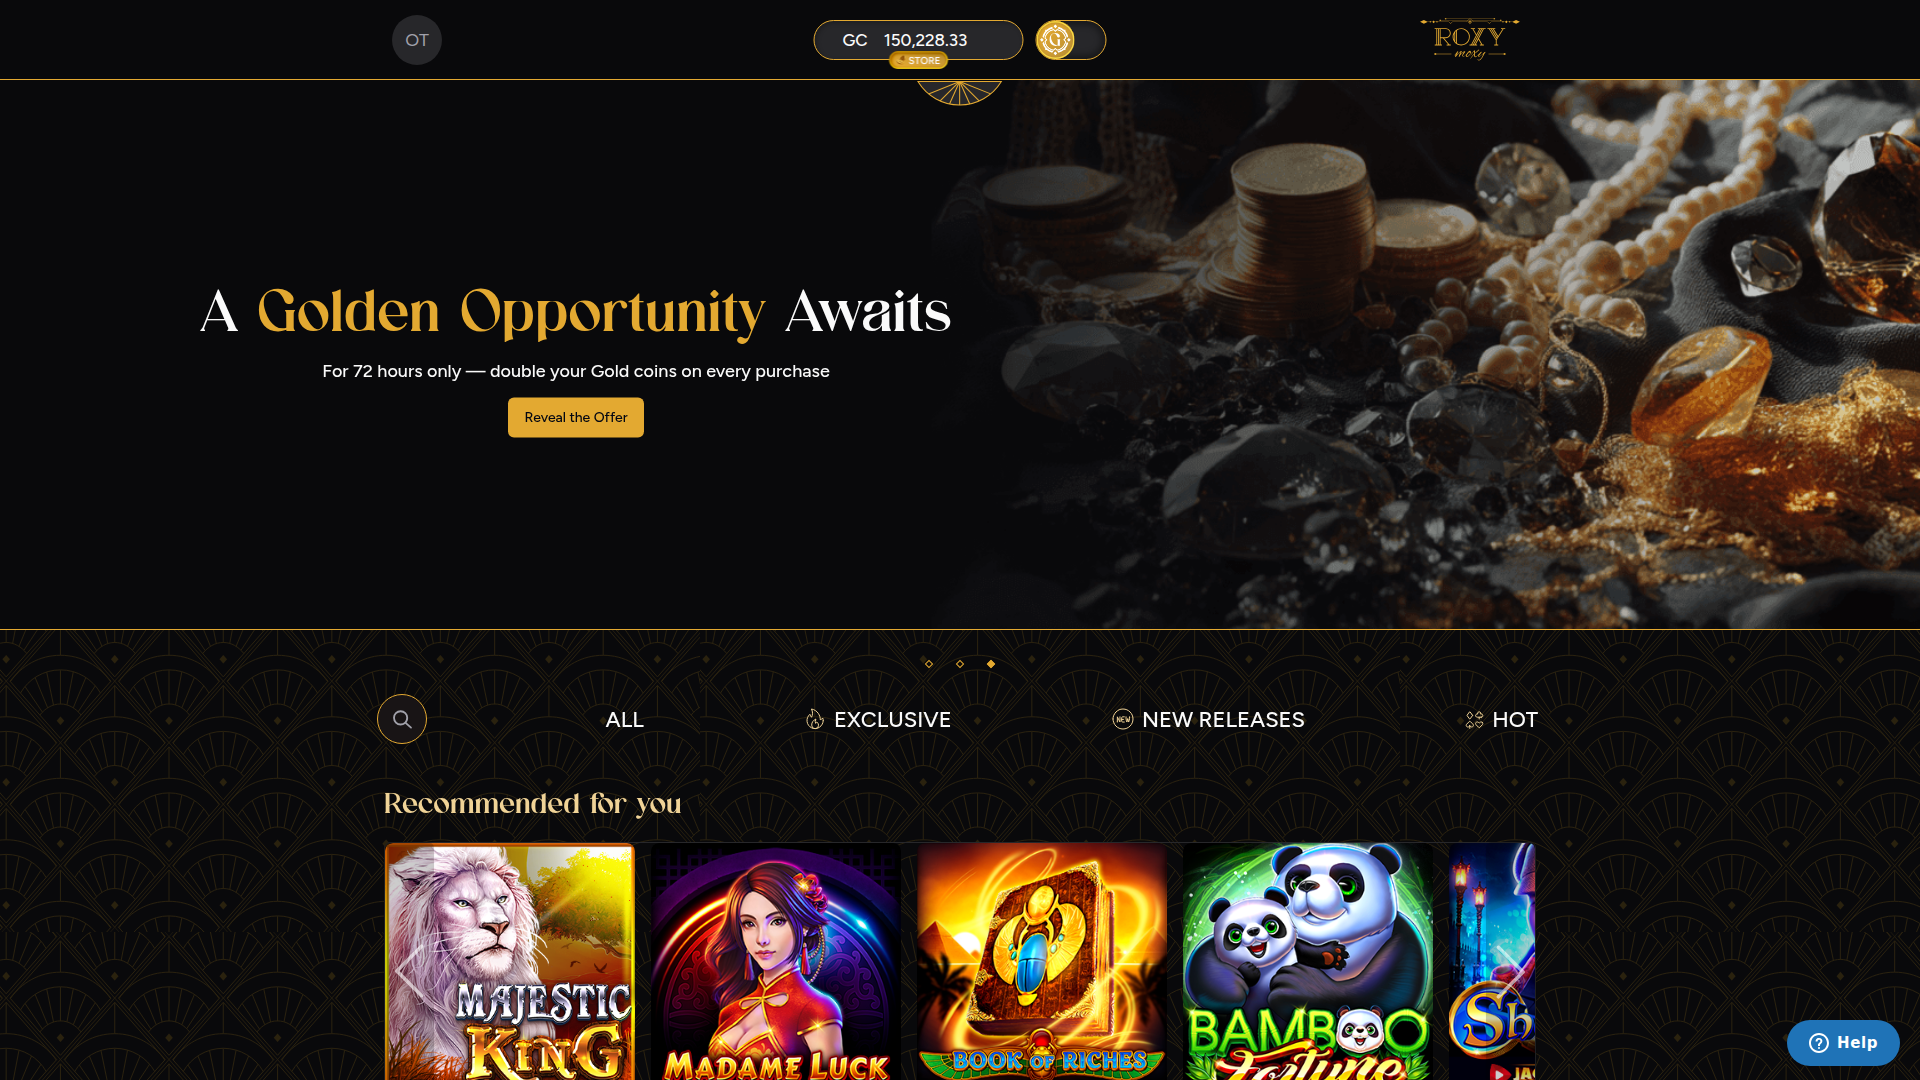 OT
GC 150,228.33
STORE
G
ROXY
moxy
A Golden Opportunity Awaits
For 72 hours only — double your Gold coins on every purchase
Reveal the Offer
ALL
EXCLUSIVE
NEW
NEW RELEASES
HOT
Recommended for you
MAJESTIC
KING
MADAME LUCK
BOOK OF RICHES
BAMBOO
Fortune
Sh
JAC
Help